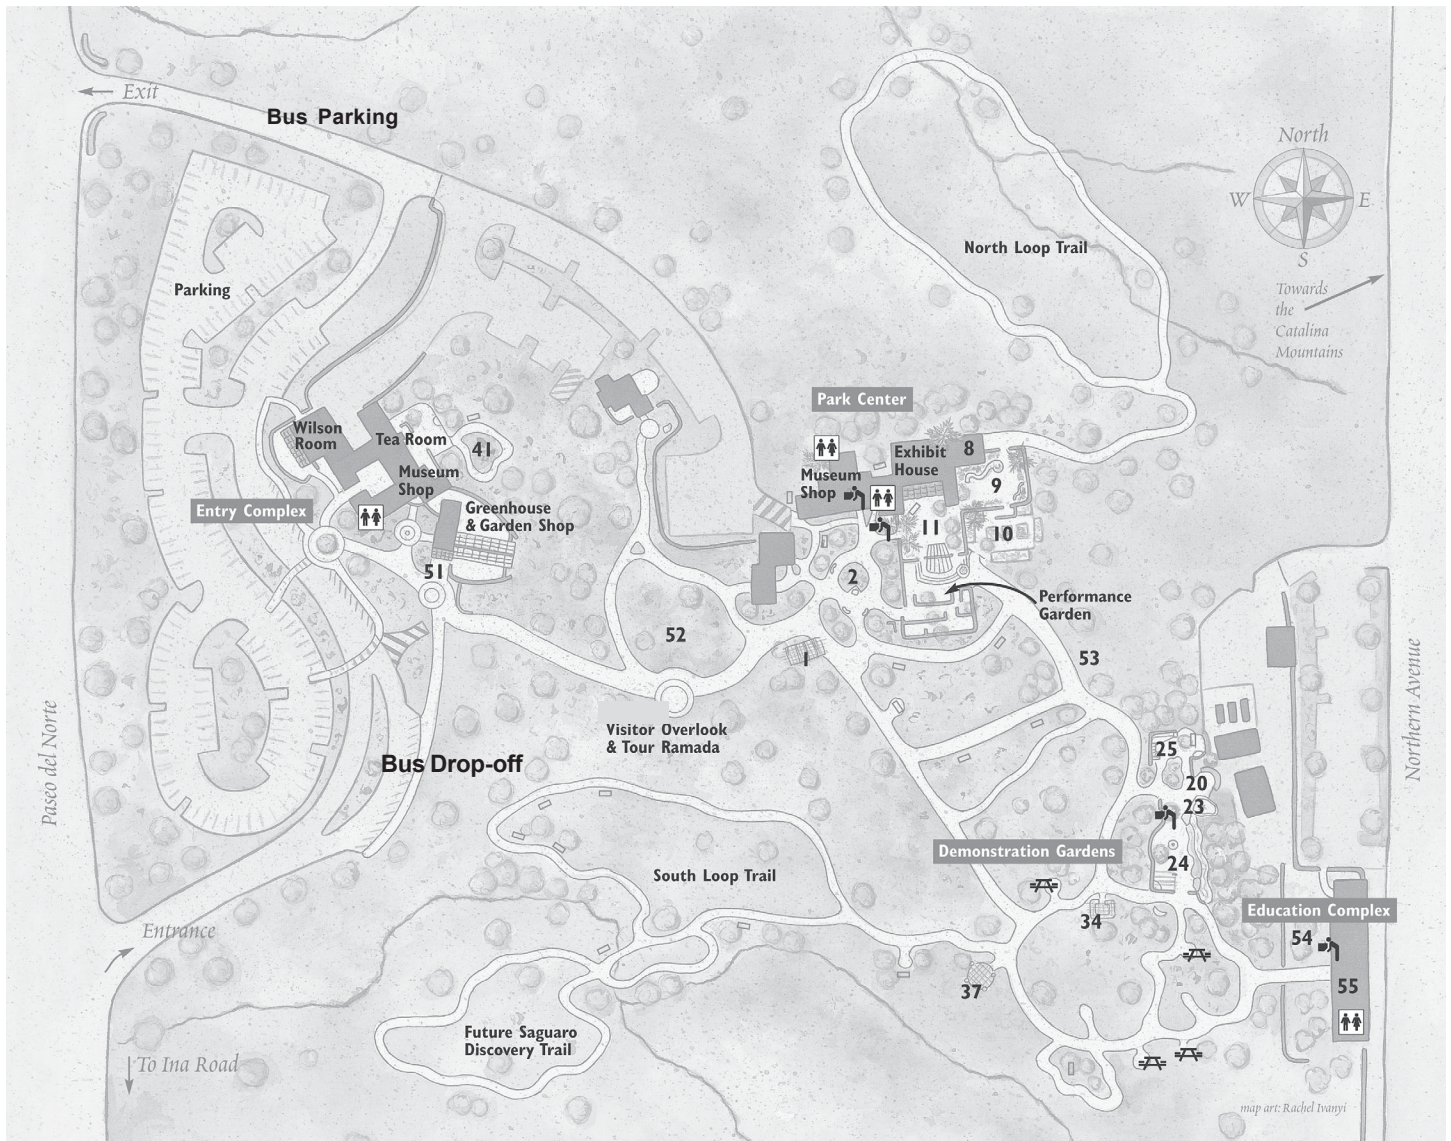 Exit
Bus Parking
North
W
E
S
North Loop Trail
Towards
the
Catalina
Mountains
Parking
Park Center
Wilson
Room
Tea Room
41
Museum
Shop
Exhibit
House
8
9
Museum
Shop
Entry Complex
Greenhouse
& Garden Shop
11
10
51
2
Performance
Garden
52
1
53
Northern Avenue
Paseo del Norte
Visitor Overlook
& Tour Ramada
Bus Drop-off
25
20
23
Demonstration Gardens
24
South Loop Trail
Education Complex
34
54
Entrance
37
55
Future Saguaro
Discovery Trail
To Ina Road
map art: Rachel Ivanyi